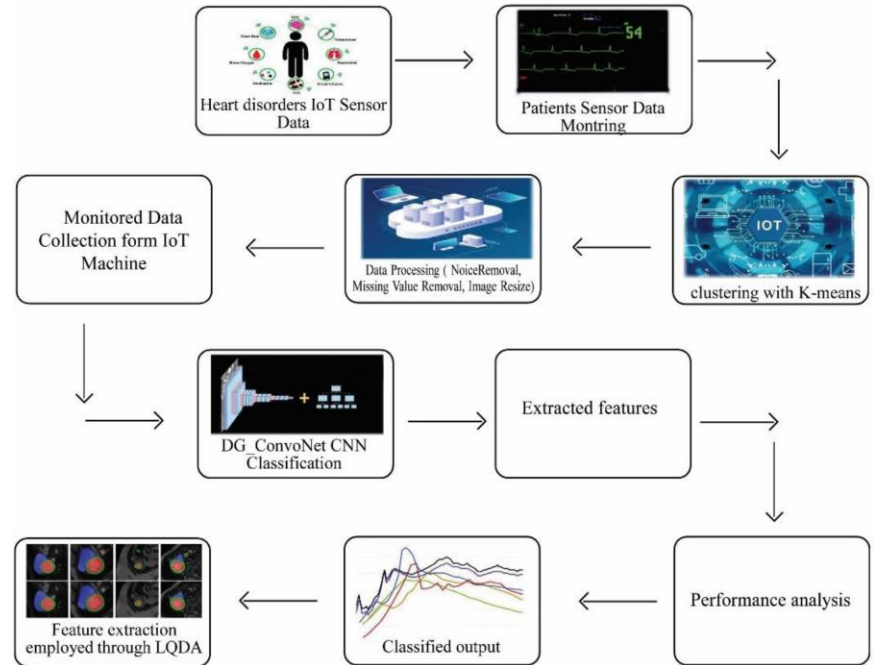 Heart disorders IoT Sensor
Data
54
Patients Sensor Data
Montring
Monitored Data
Collection form IoT
Machine
Data Processing ( NoiceRemoval,
Missing Value Removal, Image Resize)
IOT
clustering with K-means
DG_ConvoNet CNN
Classification
Extracted features
Feature extraction
employed through LQDA
Classified output
Performance analysis